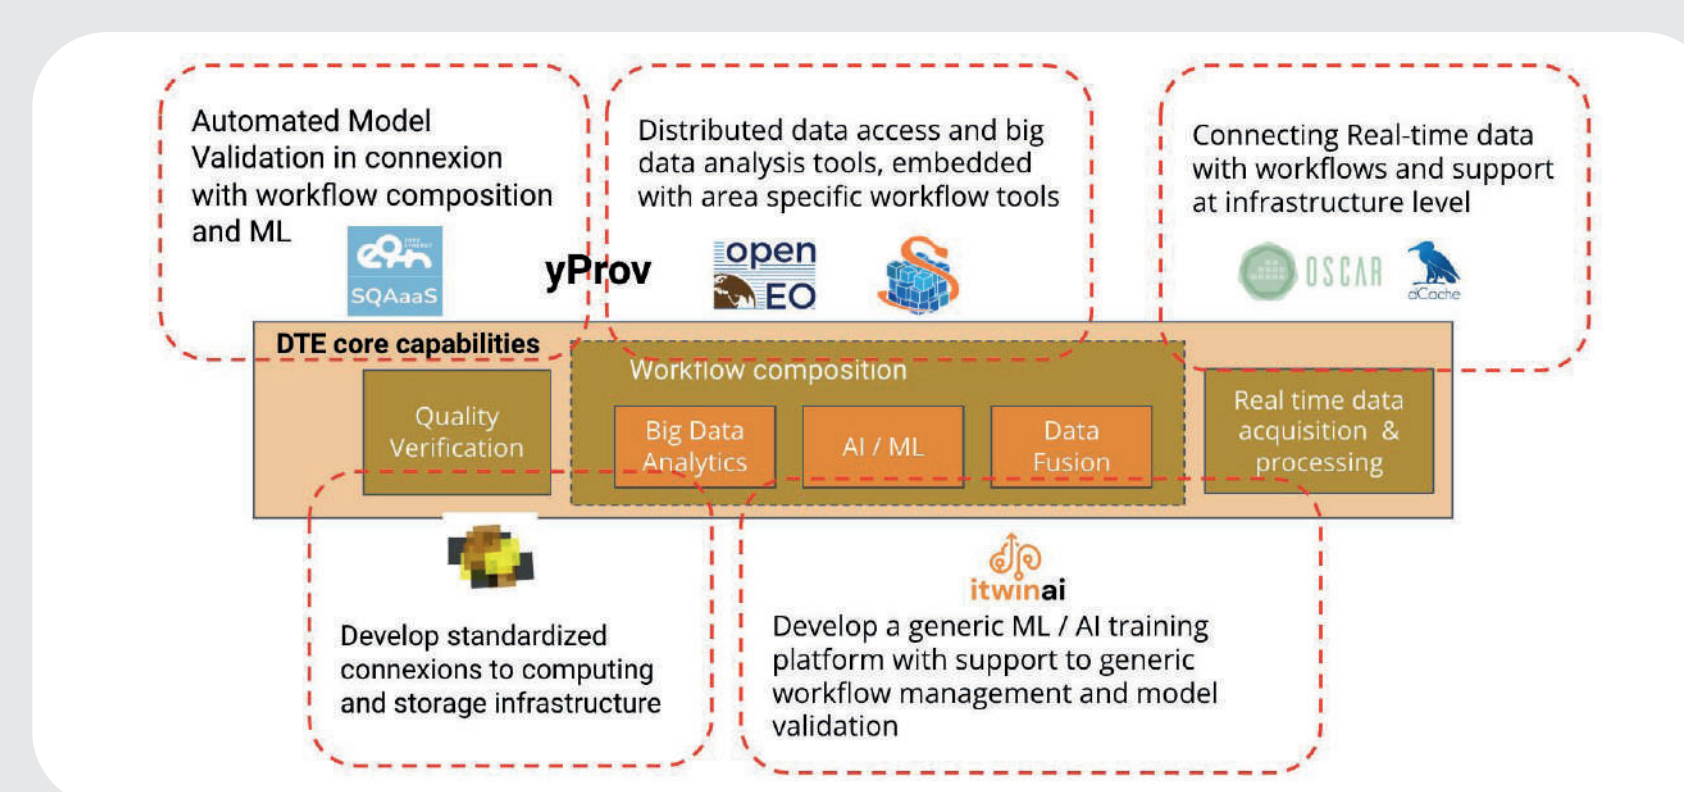 Automated Model
Validation in connexion
with workflow composition
and ML
SQAaaS
yProv
Distributed data access and big
data analysis tools, embedded
with area specific workflow tools
open
EO
Connecting Real-time data
with workflows and support
at infrastructure level
OSCAR
dCache
DTE core capabilities
Quality
Verification
Workflow composition
Big Data
Analytics
AI / ML
Data
Fusion
Real time data
acquisition &
processing
Develop standardized
connexions to computing
and storage infrastructure
itwinai
Develop a generic ML / AI training
platform with support to generic
workflow management and model
validation